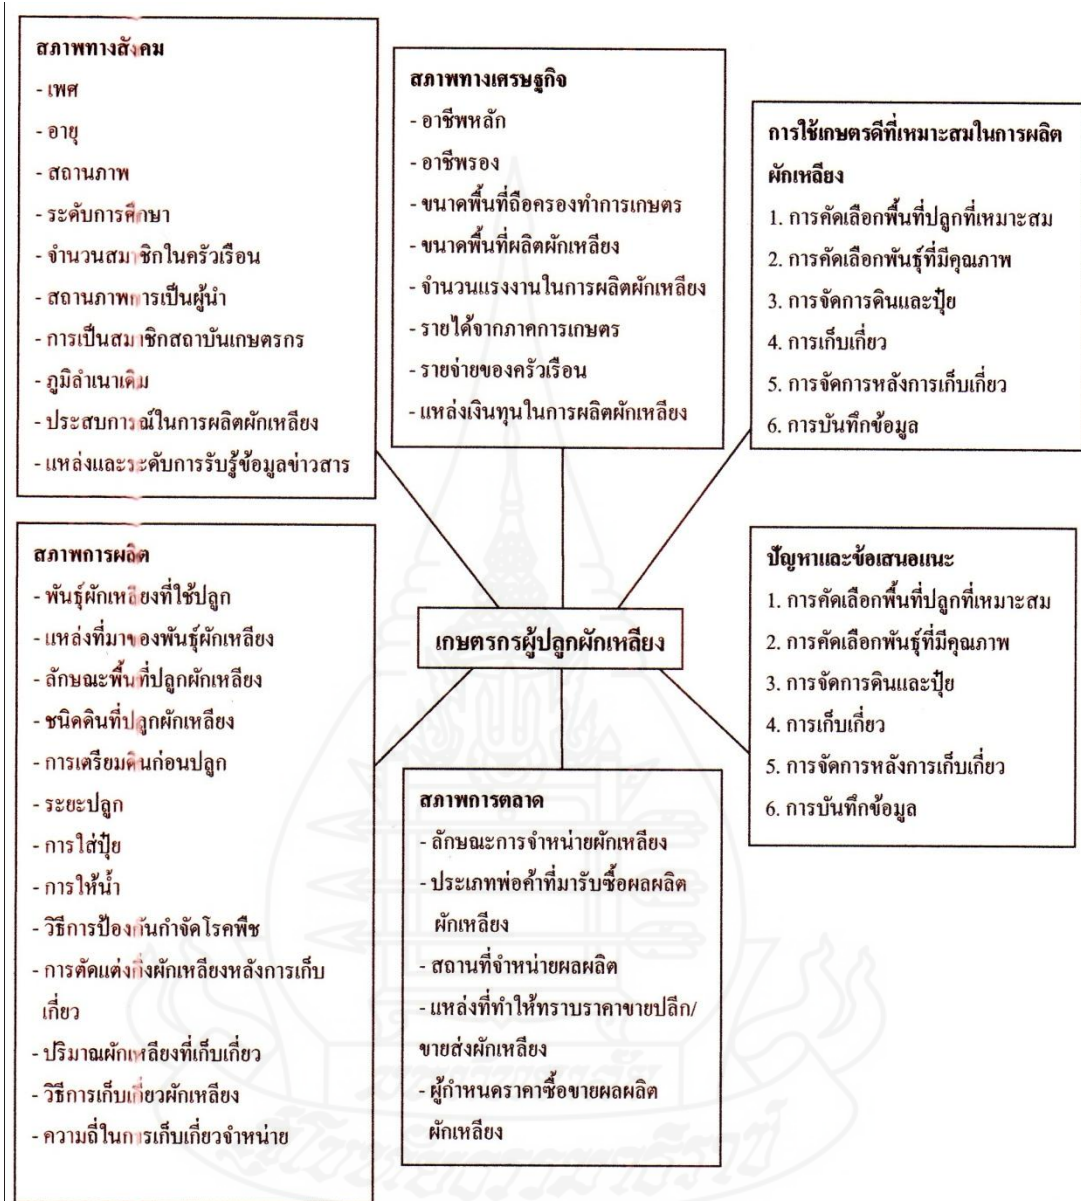 สภาพทางสังคม
- เพศ
- อายุ
- สถานภาพ
- ระดับการศึกษา
- จำนวนสมาชิกในครัวเรือน
- สถานภาพการเป็นผู้นำ
- การเป็นสมาชิกสถาบันเกษตรกร
- ภูมิลำเนาเดิม
- ประสบการณ์ในการผลิตผักเหลียง
- แหล่งและระดับการรับรู้ข้อมูลข่าวสาร
สภาพทางเศรษฐกิจ
- อาชีพหลัก
- อาชีพรอง
- ขนาดพื้นที่ถือครองทำการเกษตร
- ขนาดพื้นที่ผลิตผักเหลียง
- จำนวนแรงงานในการผลิตผักเหลียง
- รายได้จากภาคการเกษตร
- รายจ่ายของครัวเรือน
- แหล่งเงินทุนในการผลิตผักเหลียง
การใช้เกษตรดีที่เหมาะสมในการผลิต
ผักเหลียง
1. การคัดเลือกพื้นที่ปลูกที่เหมาะสม
2. การคัดเลือกพันธุ์ที่มีคุณภาพ
3. การจัดการดินและปุ๋ย
4. การเก็บเกี่ยว
5. การจัดการหลังการเก็บเกี่ยว
6. การบันทึกข้อมูล
เกษตรกรผู้ปลูกผักเหลียง
สภาพการผลิต
- พันธุ์ผักเหลียงที่ใช้ปลูก
- แหล่งที่มาของพันธุ์ผักเหลียง
- ลักษณะพื้นที่ปลูกผักเหลียง
- ชนิดดินที่ปลูกผักเหลียง
- การเตรียมดินก่อนปลูก
- ระยะปลูก
- การใส่ปุ๋ย
- การให้น้ำ
- วิธีการป้องกันกำจัดโรคพืช
- การตัดแต่งกิ่งผักเหลียงหลังการเก็บ
เกี่ยว
- ปริมาณผักเหลียงที่เก็บเกี่ยว
- วิธีการเก็บเกี่ยวผักเหลียง
- ความถี่ในการเก็บเกี่ยวจำหน่าย
สภาพการตลาด
- ลักษณะการจำหน่ายผักเหลียง
- ประเภทพ่อค้าที่มารับซื้อผลผลิต
ผักเหลียง
- สถานที่จำหน่ายผลผลิต
- แหล่งที่ทำให้ทราบราคาขายปลีก/
ขายส่งผักเหลียง
- ผู้กำหนดราคาซื้อขายผลผลิต
ผักเหลียง
ปัญหาและข้อเสนอแนะ
1. การคัดเลือกพื้นที่ปลูกที่เหมาะสม
2. การคัดเลือกพันธุ์ที่มีคุณภาพ
3. การจัดการดินและปุ๋ย
4. การเก็บเกี่ยว
5. การจัดการหลังการเก็บเกี่ยว
6. การบันทึกข้อมูล